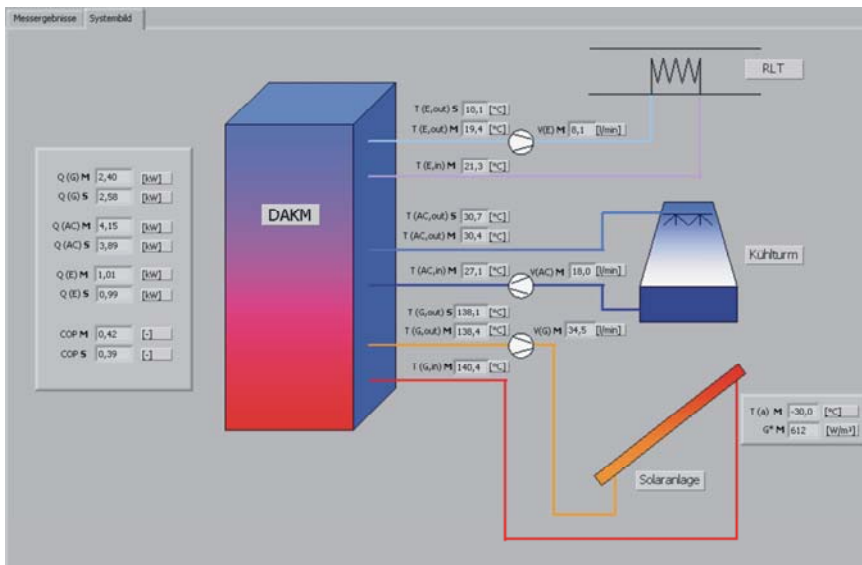 Messergebnisse Systembild
RLT
T (E,out) S 10,1 [°C]
T (E,out) M 19,4 [°C] V(E) M 8,1 [l/min]
T (E,in) M 21,3 [°C]
Q (G) M 2,40 [kW]
Q (G) S 2,58 [kW]
Q (AC) M 4,15 [kW]
Q (AC) S 3,89 [kW]
Q (E) M 1,01 [kW]
Q (E) S 0,99 [kW]
COP M 0,42 [-]
COP S 0,39 [-]
DAKM
T (AC,out) S 30,7 [°C]
T (AC,out) M 30,4 [°C]
T (AC,in) M 27,1 [°C] V(AC) M 18,0 [l/min]
Kühlturm
T (G,out) S 138,1 [°C]
T (G,out) M 138,4 [°C] V(G) M 34,5 [l/min]
T (G,in) M 140,4 [°C]
T (a) M -30,0 [°C]
G* M 612 [W/m²]
Solaranlage